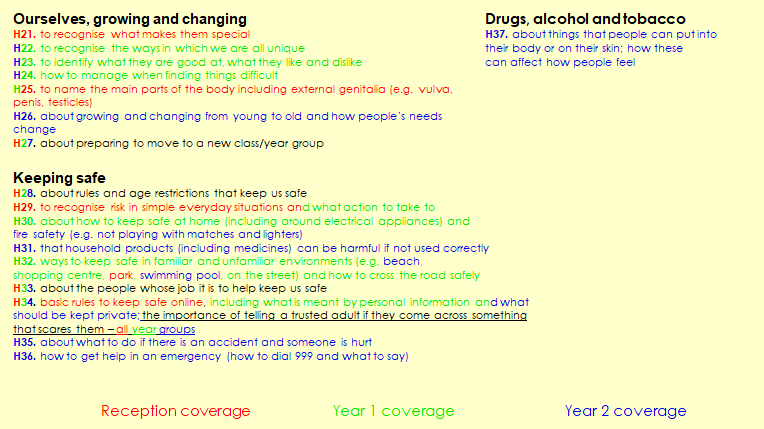 Ourselves, growing and changing
H21. to recognise what makes them special
H22. to recognise the ways in which we are all unique
H23. to identify what they are good at, what they like and dislike
H24. how to manage when finding things difficult
H25. to name the main parts of the body including external genitalia (e.g. vulva,
penis, testicles)
H26. about growing and changing from young to old and how people's needs
change
H27. about preparing to move to a new class/year group
Drugs, alcohol and tobacco
H37. about things that people can put into
their body or on their skin; how these
can affect how people feel
Keeping safe
H28. about rules and age restrictions that keep us safe
H29. to recognise risk in simple everyday situations and what action to take to
H30. about how to keep safe at home (including around electrical appliances) and
fire safety (e.g. not playing with matches and lighters)
H31. that household products (including medicines) can be harmful if not used correctly
H32. ways to keep safe in familiar and unfamiliar environments (e.g. beach,
shopping centre, park, swimming pool, on the street) and how to cross the road safely
H33. about the people whose job it is to help keep us safe
H34. basic rules to keep safe online, including what is meant by personal information and what
should be kept private; the importance of telling a trusted adult if they come across something
that scares them – all year groups
H35. about what to do if there is an accident and someone is hurt
H36. how to get help in an emergency (how to dial 999 and what to say)
Reception coverage Year 1 coverage Year 2 coverage